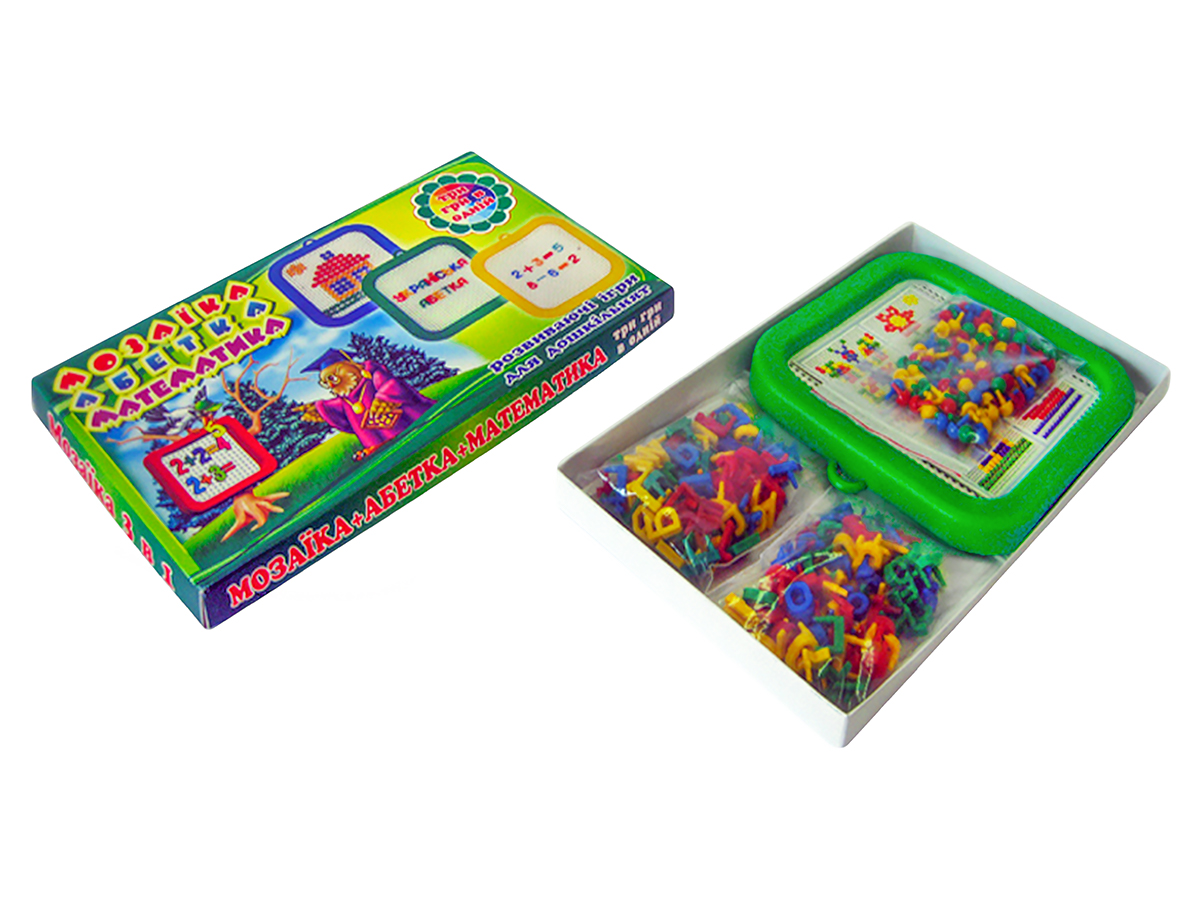 МОЗАЇКА
АБЕТКА
МАТЕМАТИКА
ТРИ
ГРИ В
ОДНІЙ
УКРАЇНСЬКА
АБЕТКА
2+3=5
8-6=2
розвиваючі ігри
для дошкільнят
2+2=4
2+3=
5
Мозаїка 3 в 1
МОЗАЇКА+АБЕТКА+МАТЕМАТИКА
ТРИ ГРИ
В ОДНІЙ